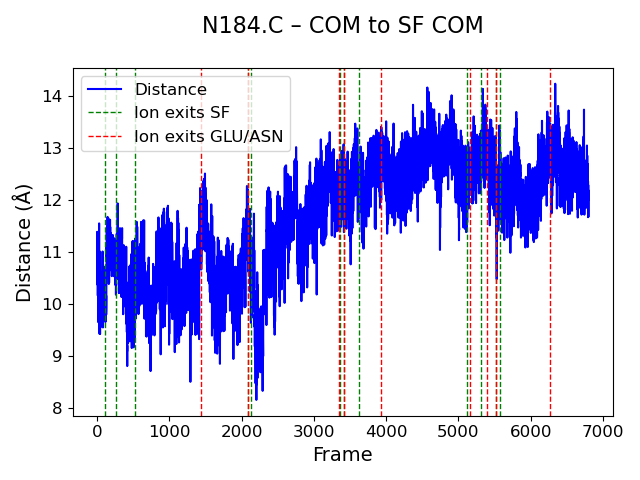 N184.C – COM to SF COM
Distance
Ion exits SF
Ion exits GLU/ASN
Distance (Å)
14
13
12
11
10
9
8
0 1000 2000 3000 4000 5000 6000 7000
Frame